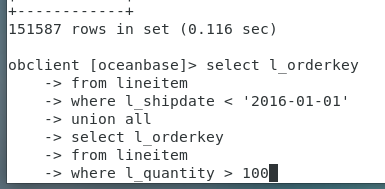 +------------+
151587 rows in set (0.116 sec)
obclient [oceanbase]> select l_orderkey
-> from lineitem
-> where l_shipdate < '2016-01-01'
-> union all
-> select l_orderkey
-> from lineitem
-> where l_quantity > 100